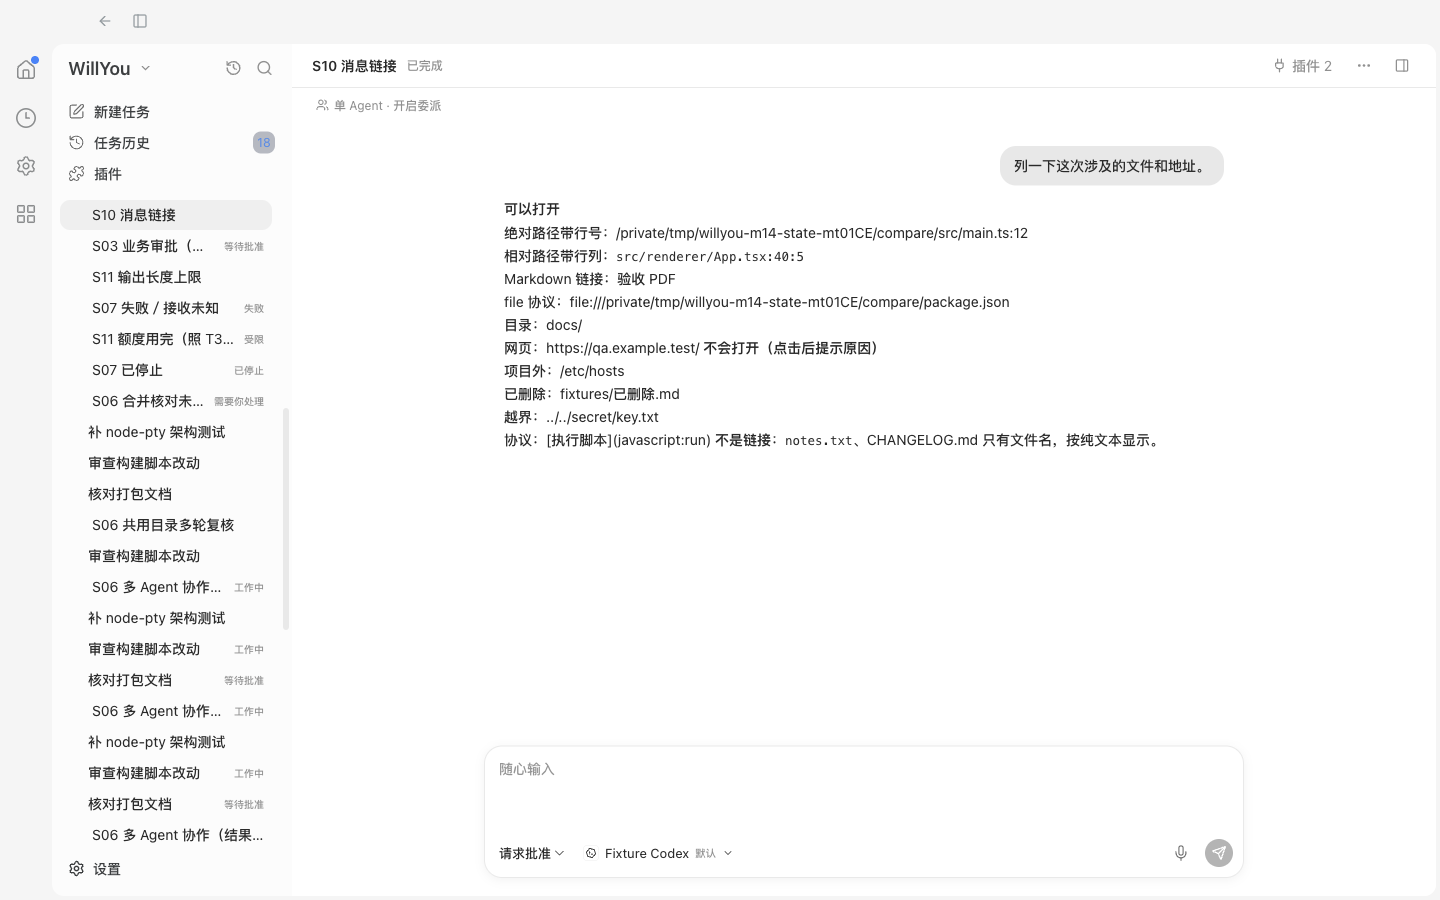 WillYou
新建任务
任务历史 18
插件
S10 消息链接
S03 业务审批（... 等待批准
S11 输出长度上限
S07 失败 / 接收未知 失败
S11 额度用完（照 T3... 受限
S07 已停止 已停止
S06 合并核对未... 需要你处理
补 node-pty 架构测试
审查构建脚本改动
核对打包文档
S06 共用目录多轮复核
审查构建脚本改动
S06 多 Agent 协作... 工作中
补 node-pty 架构测试
审查构建脚本改动 工作中
核对打包文档 等待批准
S06 多 Agent 协作... 工作中
补 node-pty 架构测试
审查构建脚本改动 工作中
核对打包文档 等待批准
S06 多 Agent 协作（结果...
设置
S10 消息链接 已完成
插件 2
单 Agent · 开启委派
列一下这次涉及的文件和地址。
可以打开
绝对路径带行号：/private/tmp/willyou-m14-state-mt01CE/compare/src/main.ts:12
相对路径带行列：src/renderer/App.tsx:40:5
Markdown 链接：验收 PDF
file 协议：file:///private/tmp/willyou-m14-state-mt01CE/compare/package.json
目录：docs/
网页：https://qa.example.test/ 不会打开（点击后提示原因）
项目外：/etc/hosts
已删除：fixtures/已删除.md
越界：../../secret/key.txt
协议：[执行脚本](javascript:run) 不是链接：notes.txt、CHANGELOG.md 只有文件名，按纯文本显示。
随心输入
请求批准
Fixture Codex 默认